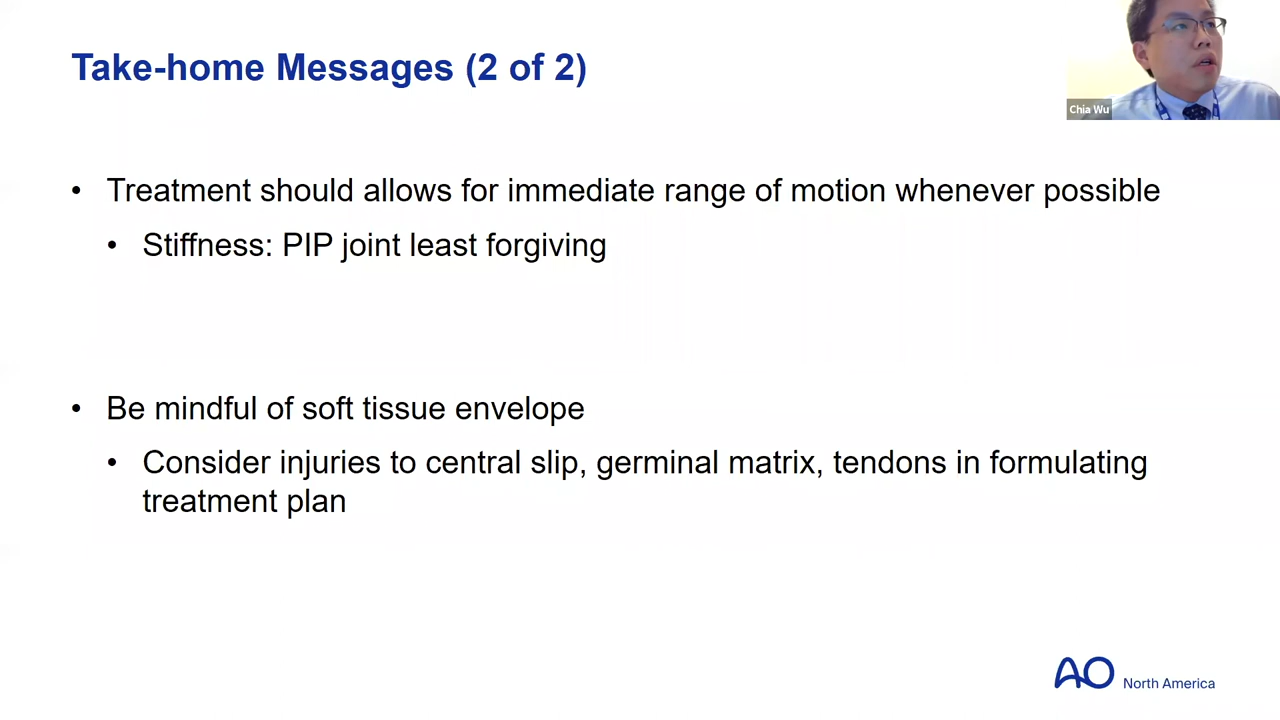 Take-home Messages (2 of 2)
Chia Wu
• Treatment should allows for immediate range of motion whenever possible
• Stiffness: PIP joint least forgiving
• Be mindful of soft tissue envelope
• Consider injuries to central slip, germinal matrix, tendons in formulating
treatment plan
AO North America